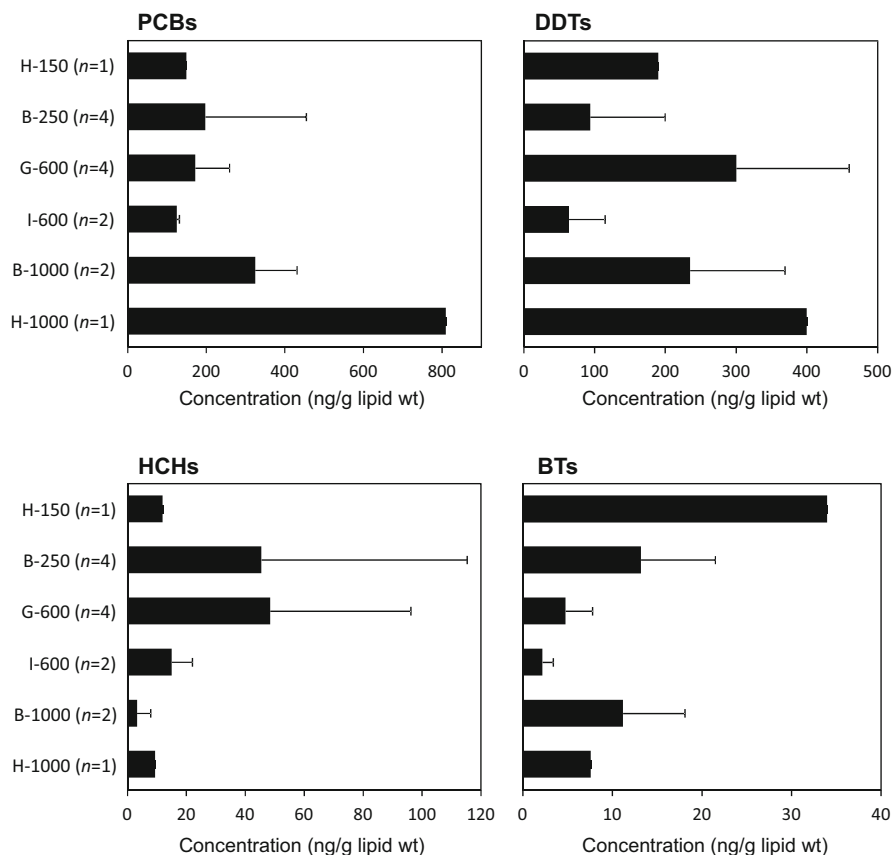 PCBs
H-150 (n=1)
B-250 (n=4)
G-600 (n=4)
I-600 (n=2)
B-1000 (n=2)
H-1000 (n=1)
0 200 400 600 800
Concentration (ng/g lipid wt)
DDTs
0 100 200 300 400 500
Concentration (ng/g lipid wt)
HCHs
H-150 (n=1)
B-250 (n=4)
G-600 (n=4)
I-600 (n=2)
B-1000 (n=2)
H-1000 (n=1)
0 20 40 60 80 100 120
Concentration (ng/g lipid wt)
BTs
0 10 20 30 40
Concentration (ng/g lipid wt)